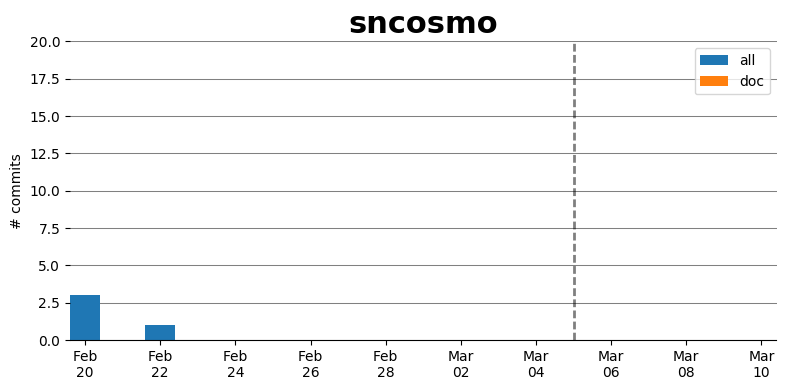 sncosmo
all
doc
# commits
20.0
17.5
15.0
12.5
10.0
7.5
5.0
2.5
0.0
Feb Feb Feb Feb Feb Mar Mar Mar Mar Mar
20 22 24 26 28 02 04 06 08 10